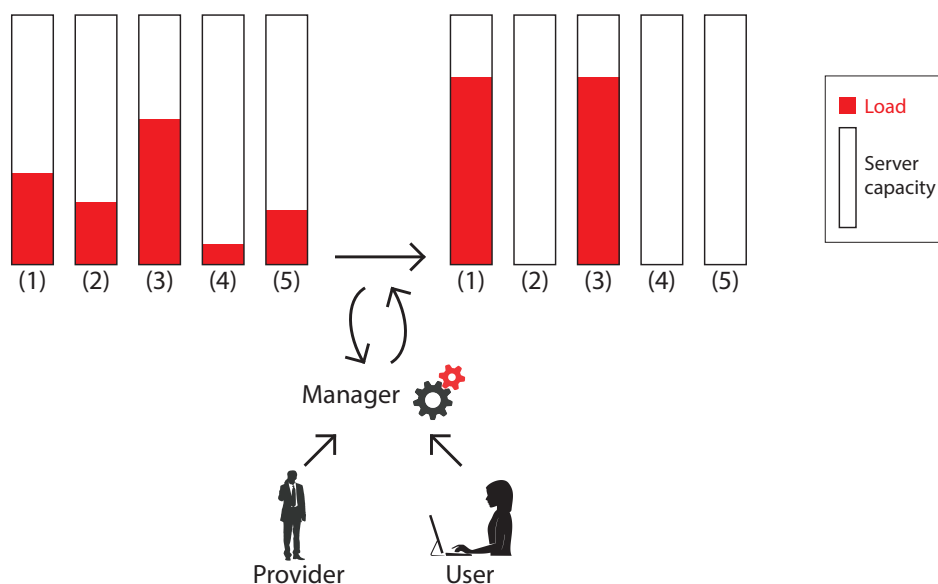 Load
Server
capacity
(1) (2) (3) (4) (5) (1) (2) (3) (4) (5)
Manager
Provider User